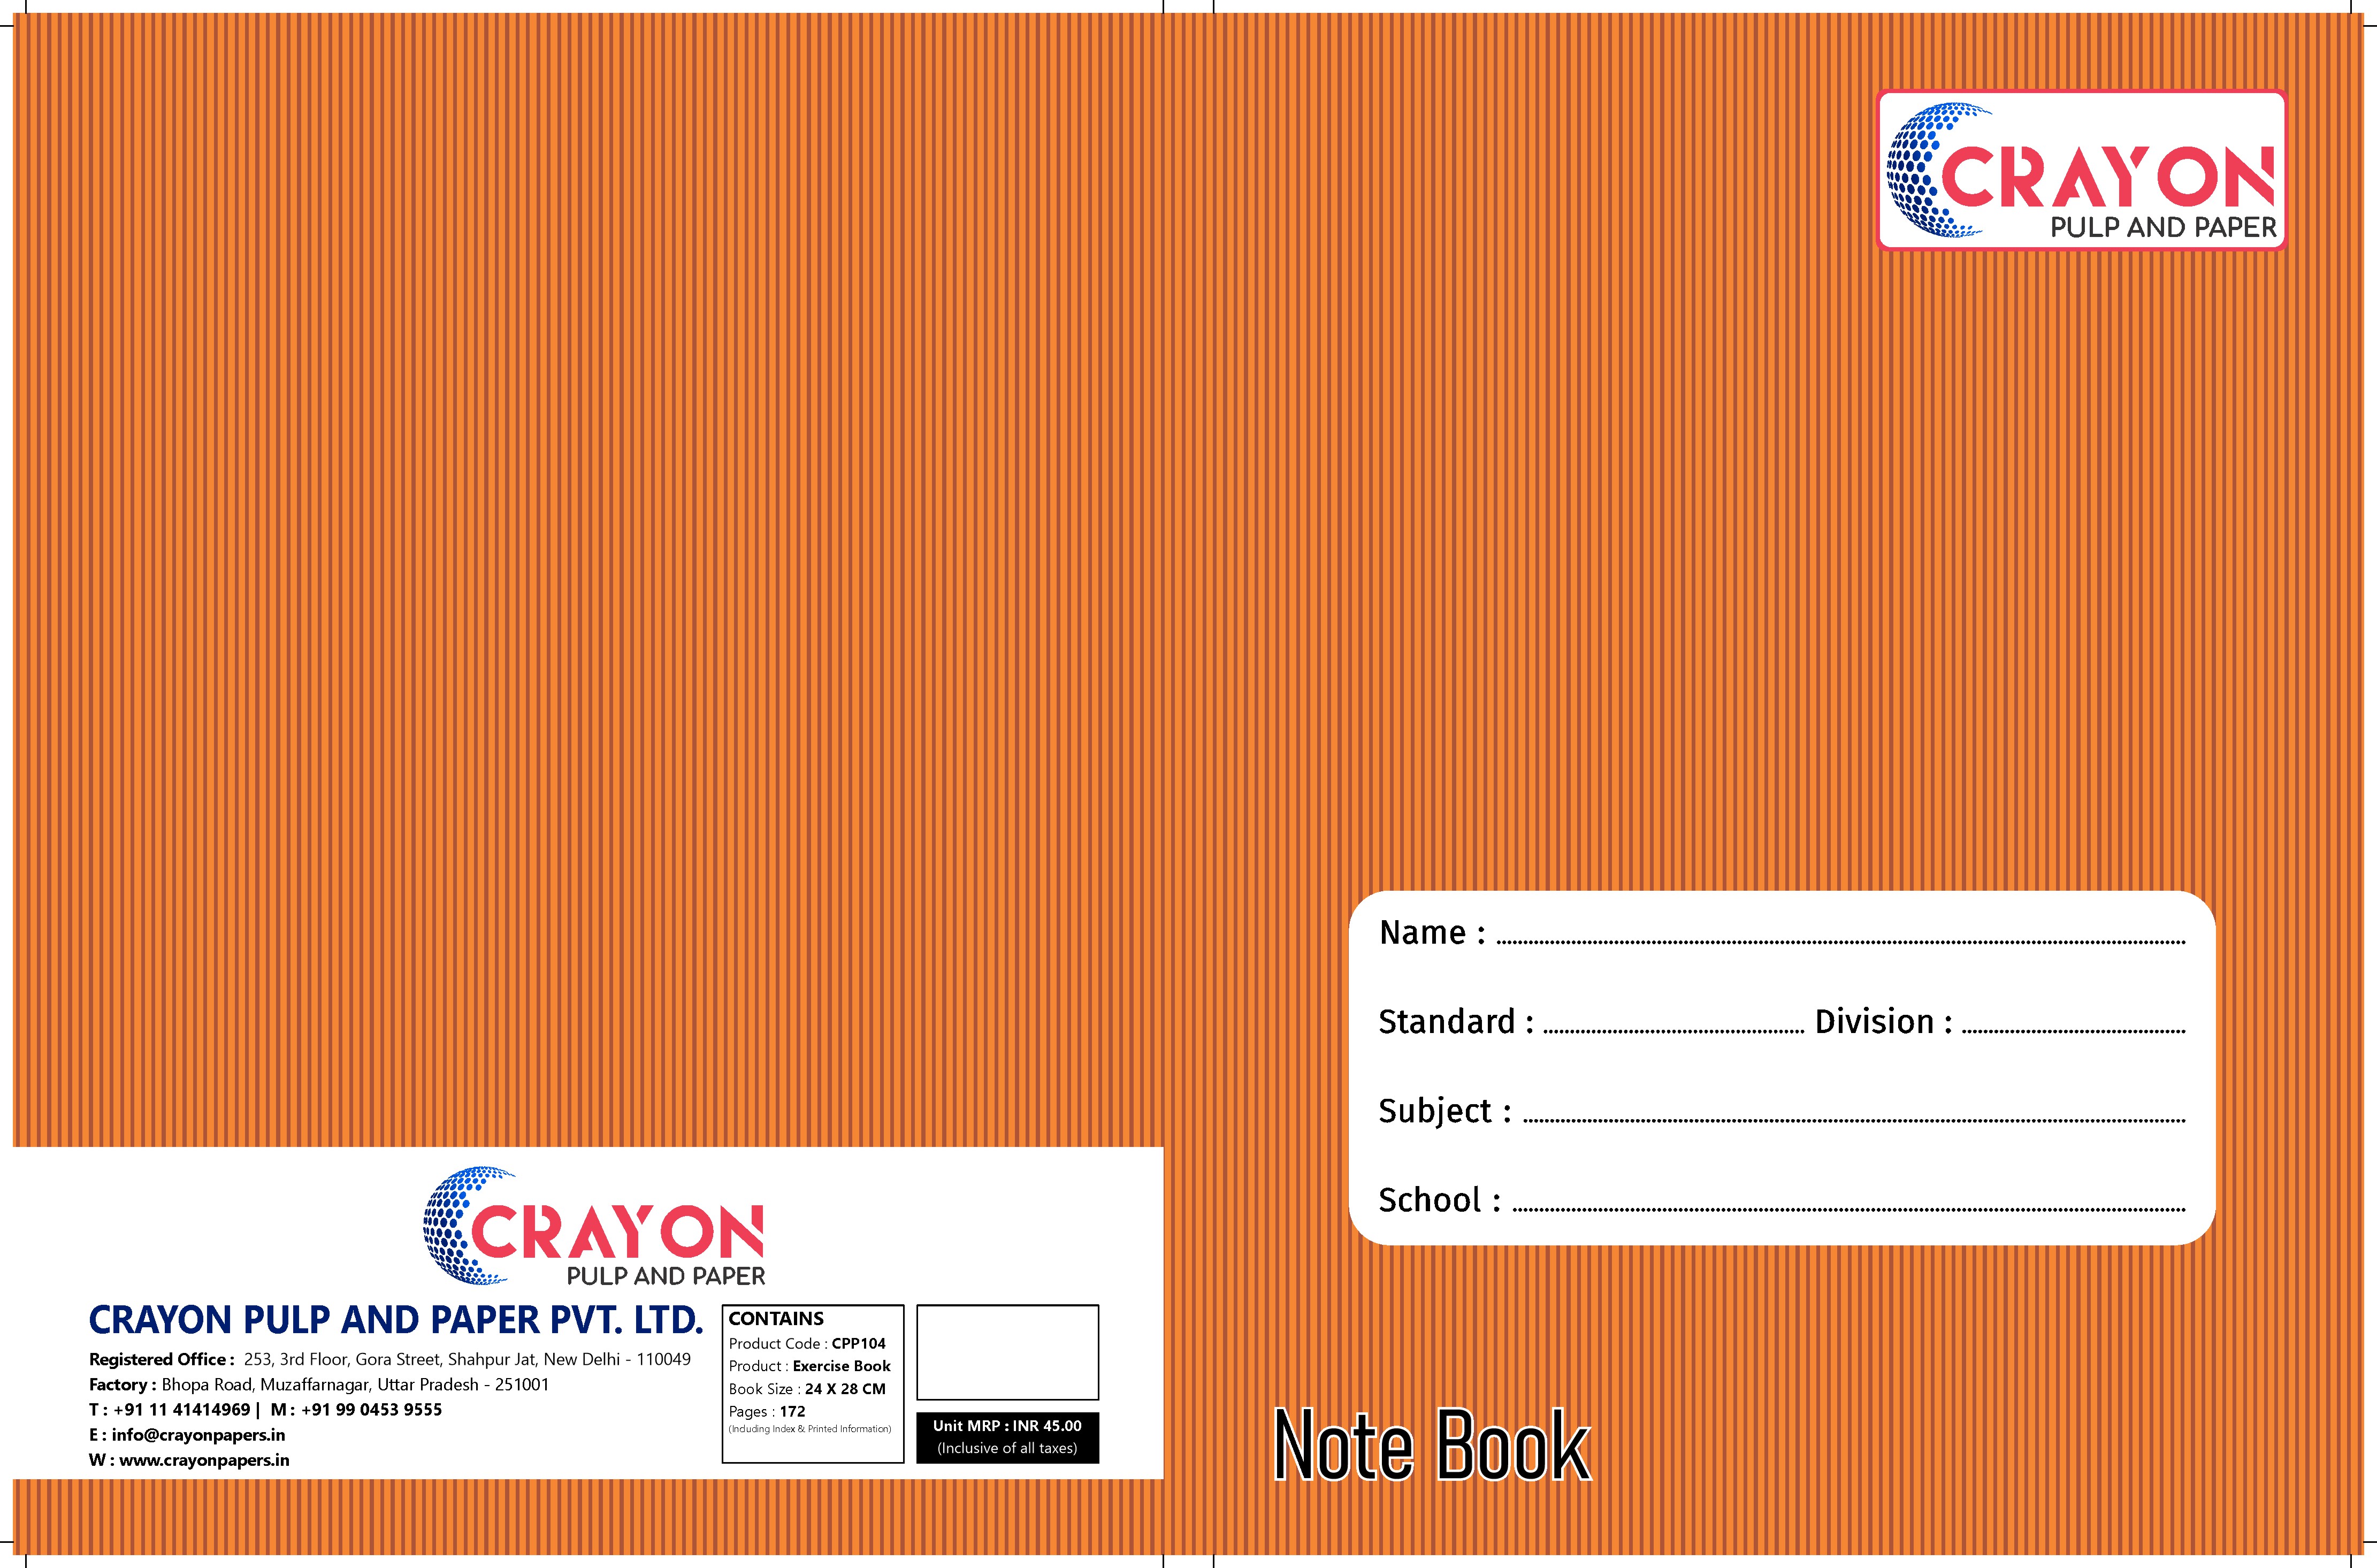 CRAYON
PULP AND PAPER
CRAYON PULP AND PAPER PVT. LTD.
Registered Office : 253, 3rd Floor, Gora Street, Shahpur Jat, New Delhi - 110049
Factory : Bhopa Road, Muzaffarnagar, Uttar Pradesh - 251001
T : +91 11 41414969 | M : +91 99 0453 9555
E : info@crayonpapers.in
W : www.crayonpapers.in
CONTAINS
Product Code : CPP104
Product : Exercise Book
Book Size : 24 X 28 CM
Pages : 172
(Including Index & Printed Information)
Unit MRP : INR 45.00
(Inclusive of all taxes)
CRAYON
PULP AND PAPER
Name : ....................
Standard : .................... Division : ....................
Subject : ....................
School : ....................
Note Book